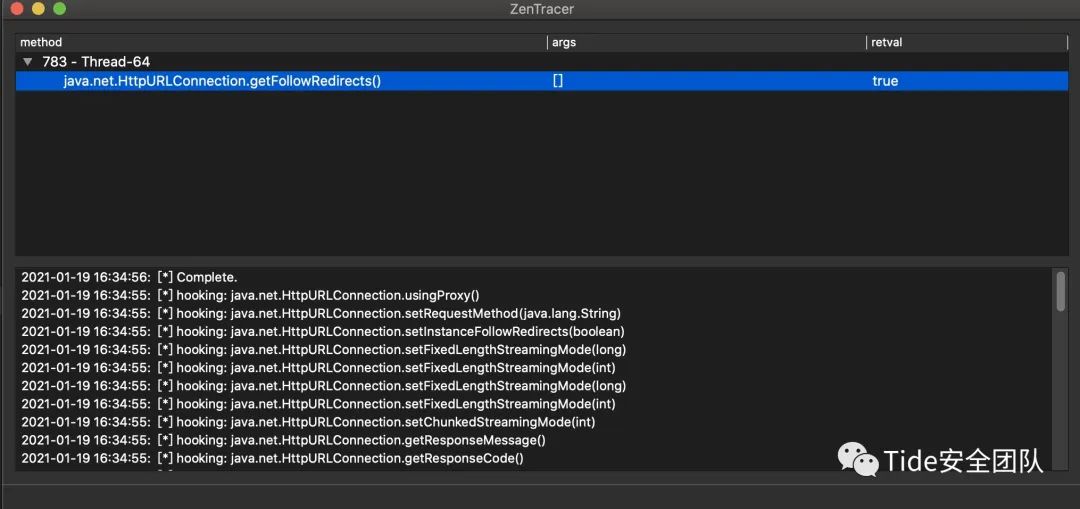 ZenTracer
method args retval
783 - Thread-64
java.net.HttpURLConnection.getFollowRedirects() [] true
2021-01-19 16:34:56: [*] Complete.
2021-01-19 16:34:55: [*] hooking: java.net.HttpURLConnection.usingProxy()
2021-01-19 16:34:55: [*] hooking: java.net.HttpURLConnection.setRequestMethod(java.lang.String)
2021-01-19 16:34:55: [*] hooking: java.net.HttpURLConnection.setInstanceFollowRedirects(boolean)
2021-01-19 16:34:55: [*] hooking: java.net.HttpURLConnection.setFixedLengthStreamingMode(long)
2021-01-19 16:34:55: [*] hooking: java.net.HttpURLConnection.setFixedLengthStreamingMode(int)
2021-01-19 16:34:55: [*] hooking: java.net.HttpURLConnection.setFixedLengthStreamingMode(long)
2021-01-19 16:34:55: [*] hooking: java.net.HttpURLConnection.setFixedLengthStreamingMode(int)
2021-01-19 16:34:55: [*] hooking: java.net.HttpURLConnection.setChunkedStreamingMode(int)
2021-01-19 16:34:55: [*] hooking: java.net.HttpURLConnection.getResponseMessage()
2021-01-19 16:34:55: [*] hooking: java.net.HttpURLConnection.getResponseCode()
Tide安全团队